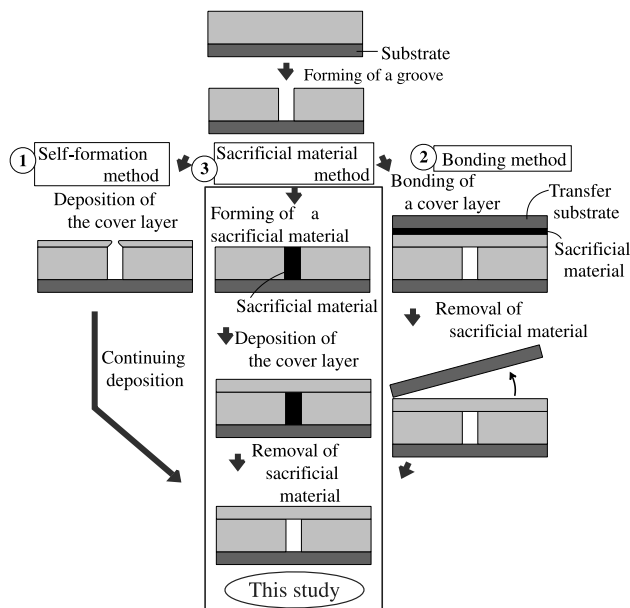 Substrate
Forming of a groove
1 Self-formation
method
3 Sacrificial material
method
2 Bonding method
Deposition of
the cover layer
Continuing
deposition
Forming of a
sacrificial material
Sacrificial material
Deposition of
the cover layer
Removal of
sacrificial
material
This study
Bonding of
a cover layer
Transfer
substrate
Sacrificial
material
Removal of
sacrificial material